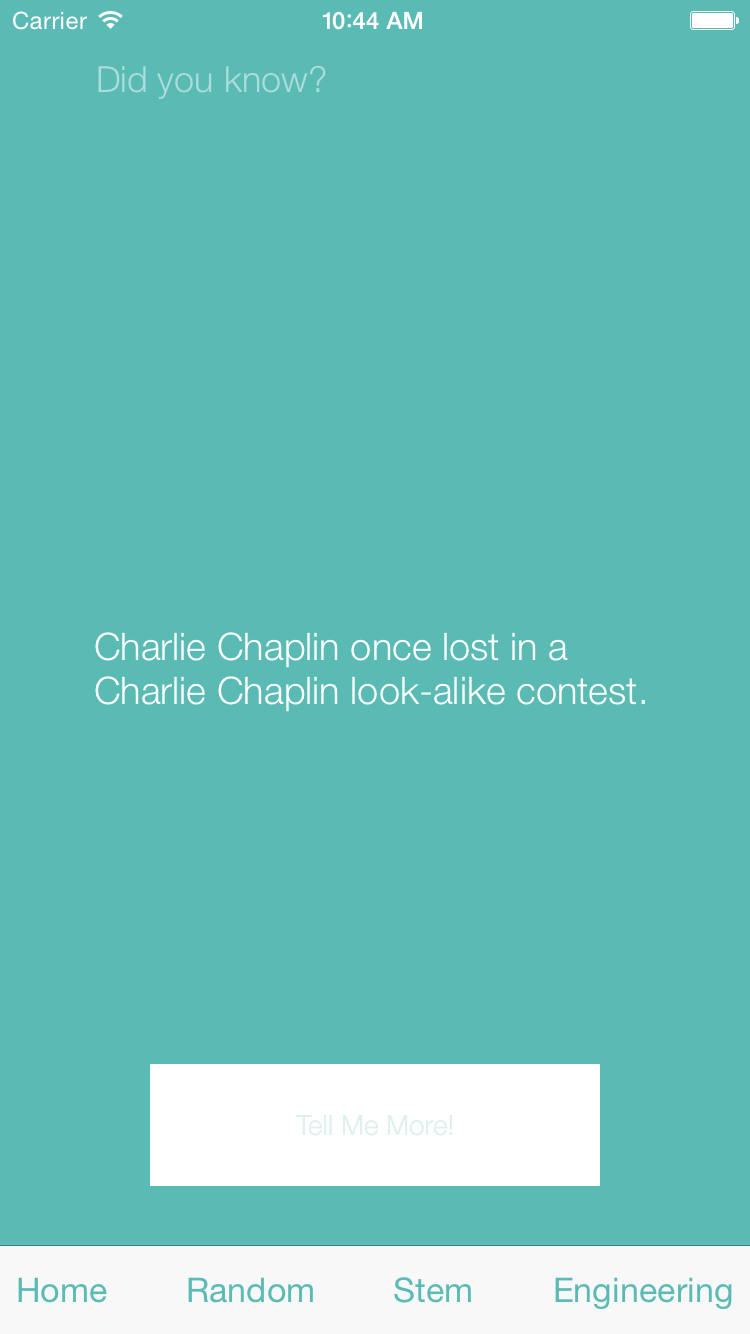 Carrier 10:44 AM
Did you know?
Charlie Chaplin once lost in a
Charlie Chaplin look-alike contest.
Tell Me More!
Home Random Stem Engineering